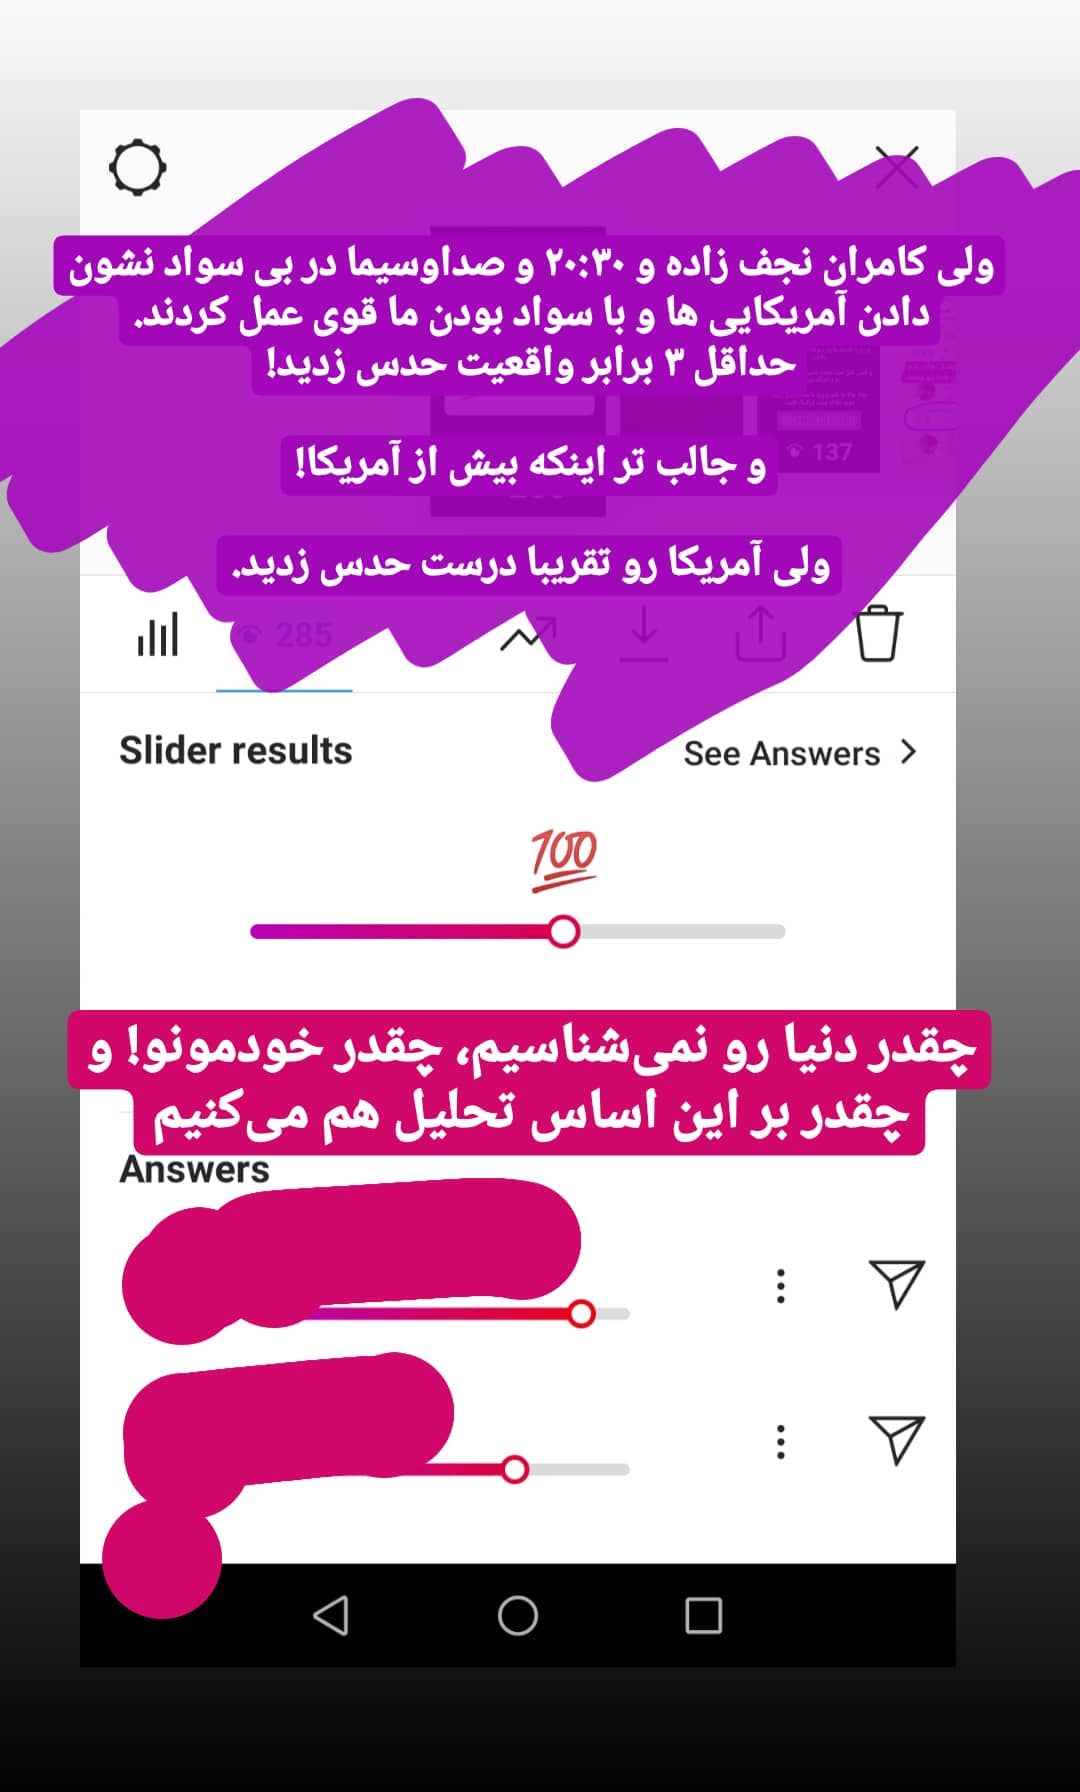 ولی کامران نجف زاده و ۲۰:۳۰ و صداوسیما در بی سواد نشون
دادن آمریکایی ها و با سواد بودن ما قوی عمل کردند.
حداقل ۳ برابر واقعیت حدس زدید!
و جالب تر اینکه بیش از آمریکا!
137
ولی آمریکا رو تقریبا درست حدس زدید.
285
Slider results
See Answers
💯
چقدر دنیا رو نمی‌شناسیم، چقدر خودمونو! و
چقدر بر این اساس تحلیل هم می‌کنیم
Answers